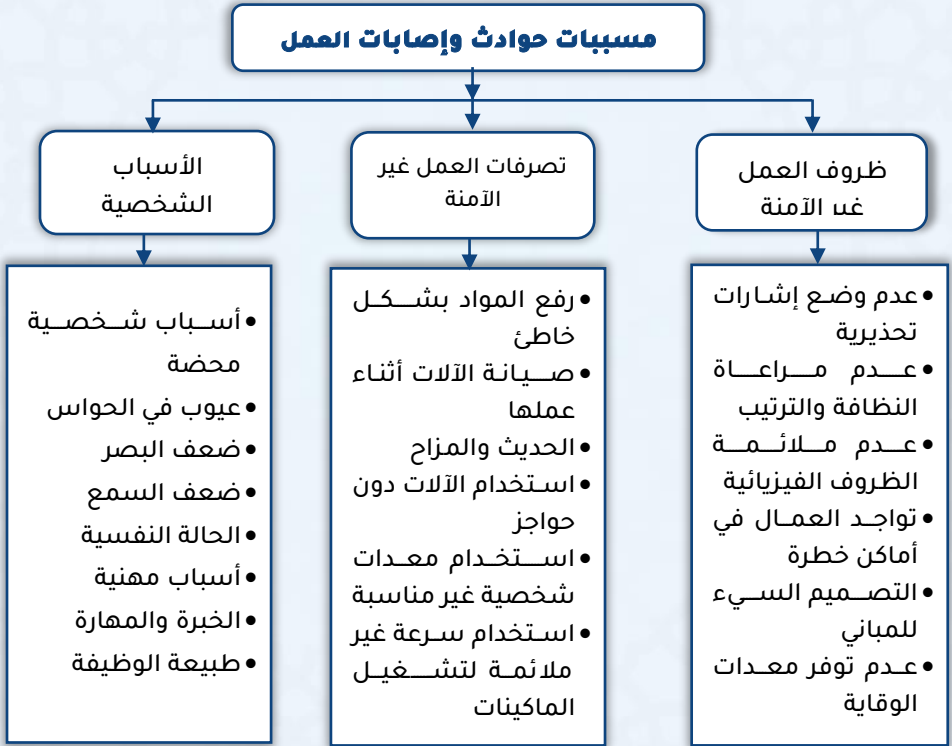 مسببات حوادث وإصابات العمل
ظروف العمل
غير الآمنة
• عدم وضع إشارات
تحذيرية
• عدم مراعاة
النظافة والترتيب
• عدم ملائمة
الظروف الفيزيائية
• تواجد العمال في
أماكن خطرة
• التصميم السيء
للمباني
• عدم توفر معدات
الوقاية
تصرفات العمل غير
الآمنة
• رفع المواد بشكل
خاطئ
• صيانة الآلات أثناء
عملها
• الحديث والمزاح
• استخدام الآلات دون
حواجز
• استخدام معدات
شخصية غير مناسبة
• استخدام سرعة غير
ملائمة لتشغيل
الماكينات
الأسباب
الشخصية
• أسباب شخصية
محضة
• عيوب في الحواس
• ضعف البصر
• ضعف السمع
• الحالة النفسية
• أسباب مهنية
• الخبرة والمهارة
• طبيعة الوظيفة